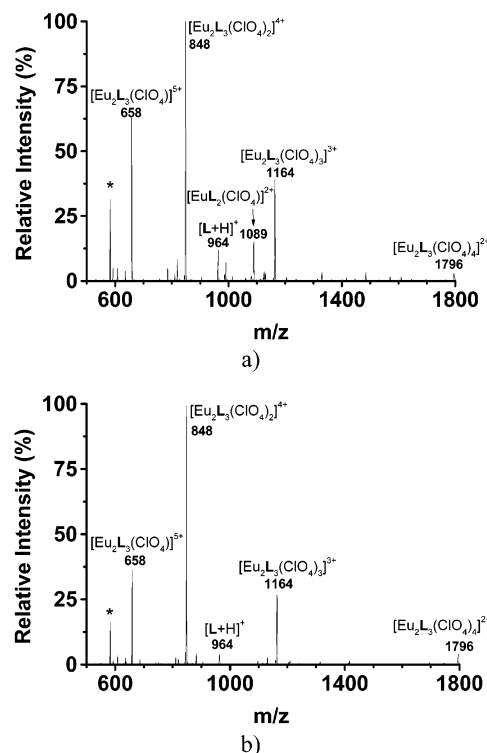 100
[Eu₂L₃(ClO₄)₂]⁴⁺
848
75
[Eu₂L₃(ClO₄)]⁵⁺
658
50
[Eu₂L₃(ClO₄)₃]³⁺
1164
[EuL₂(ClO₄)]²⁺
1089
*
25
[L+H]⁺
964
[Eu₂L₃(ClO₄)₄]²⁺
1796
0
Relative Intensity (%)
600 1000 1400 1800
m/z
a)
100
[Eu₂L₃(ClO₄)₂]⁴⁺
848
75
50
[Eu₂L₃(ClO₄)]⁵⁺
658
[Eu₂L₃(ClO₄)₃]³⁺
1164
25
*
[L+H]⁺
964
[Eu₂L₃(ClO₄)₄]²
1796
0
Relative Intensity (%)
600 1000 1400 1800
m/z
b)